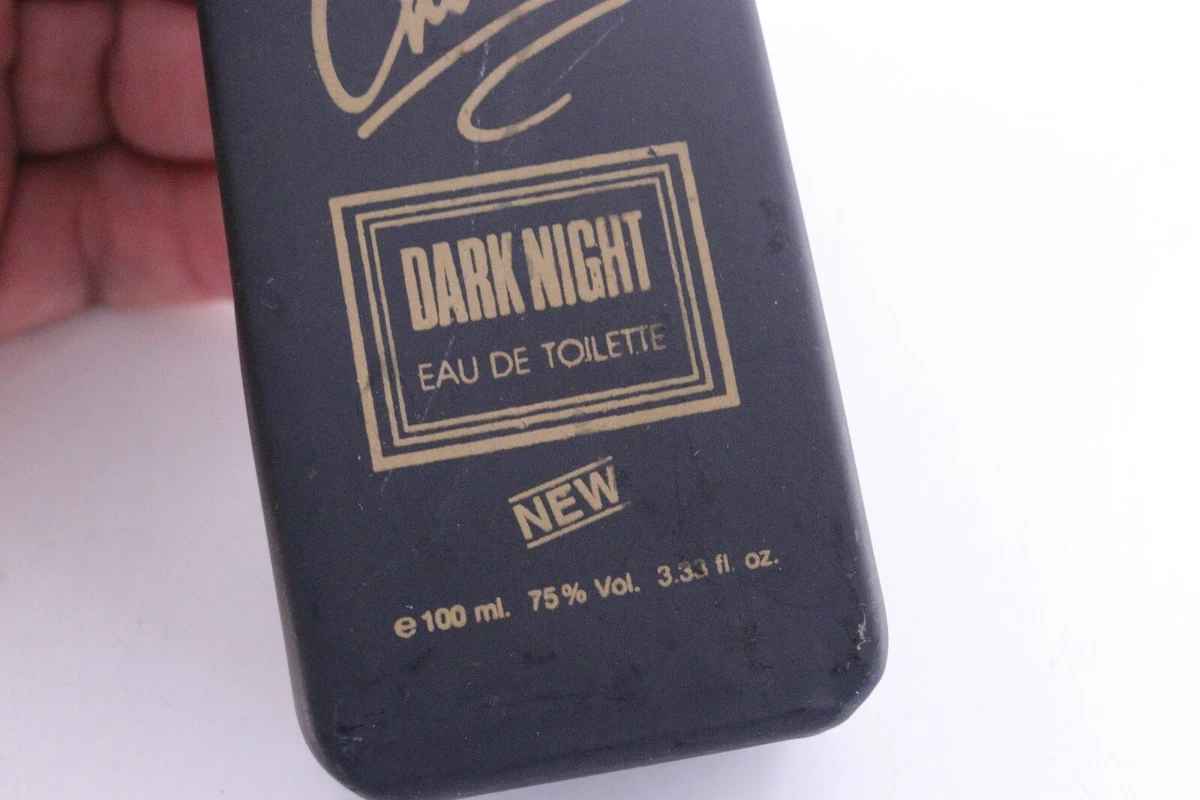 DARK NIGHT
EAU DE TOILETTE
NEW
e 100 ml. 75% Vol. 3.33 fl. oz.